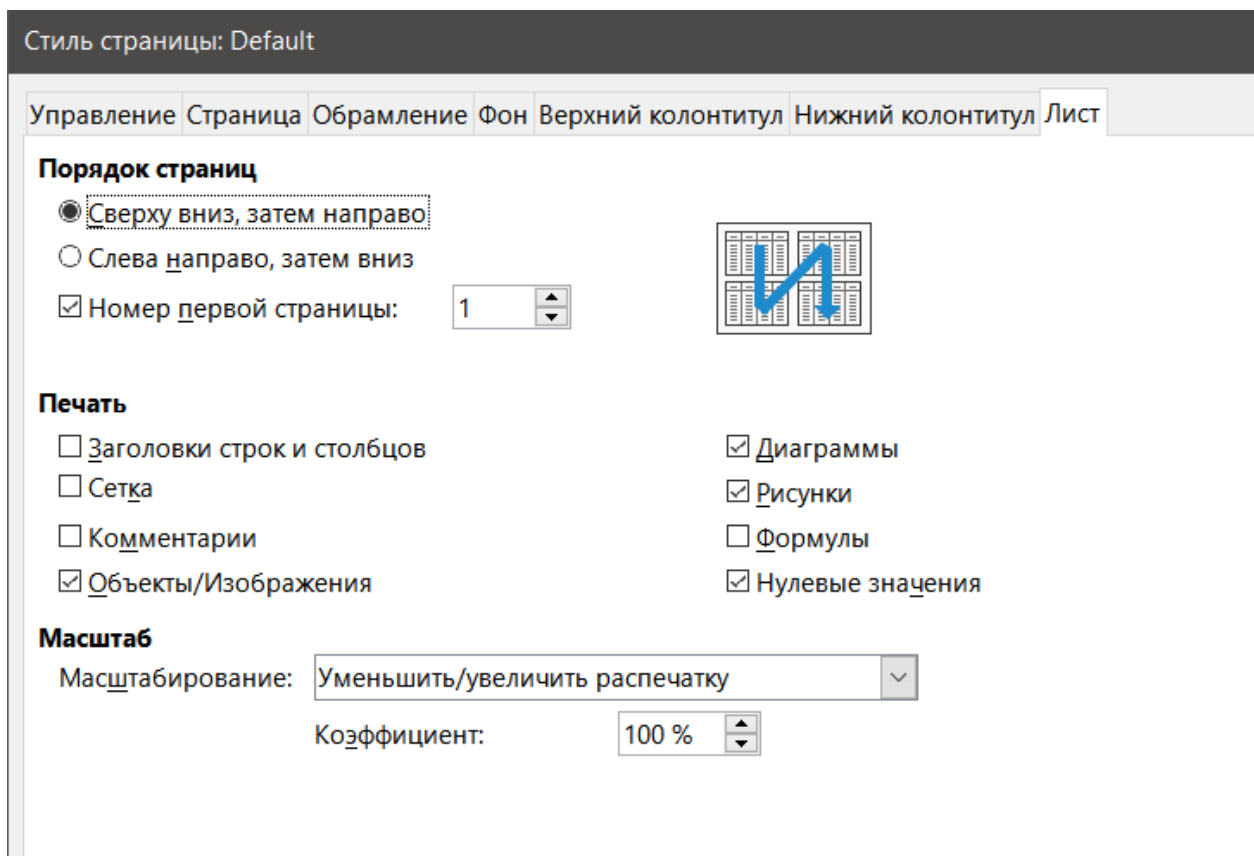 Стиль страницы: Default
Управление Страница Обрамление Фон Верхний колонтитул Нижний колонтитул Лист
Порядок страниц
Сверху вниз, затем направо
Слева направо, затем вниз
Номер первой страницы: 1
Печать
Заголовки строк и столбцов Диаграммы
Сетка Рисунки
Комментарии Формулы
Объекты/Изображения Нулевые значения
Масштаб
Масштабирование: Уменьшить/увеличить распечатку
Коэффициент: 100 %